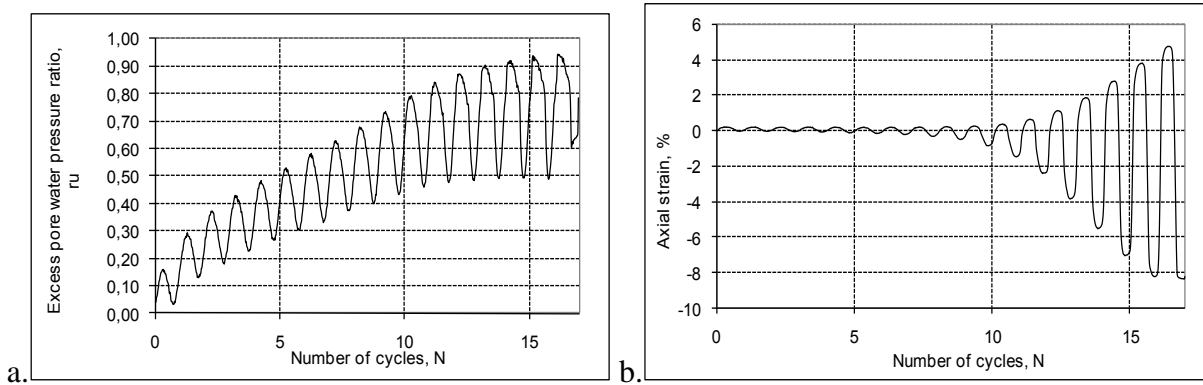 1,00
0,90
0,80
0,70
0,60
0,50
0,40
0,30
0,20
0,10
0,00
Excess pore water pressure ratio,
ru
0 5 10 15
Number of cycles, N
a.
6
4
2
0
-2
-4
-6
-8
-10
Axial strain, %
0 5 10 15
Number of cycles, N
b.